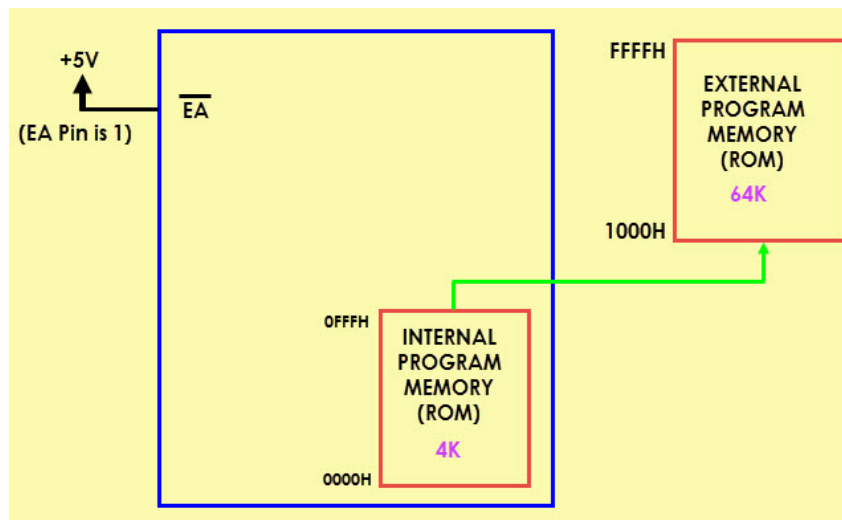 +5V
EA
(EA Pin is 1)
FFFFH
EXTERNAL
PROGRAM
MEMORY
(ROM)
64K
1000H
0FFFH
INTERNAL
PROGRAM
MEMORY
(ROM)
4K
0000H